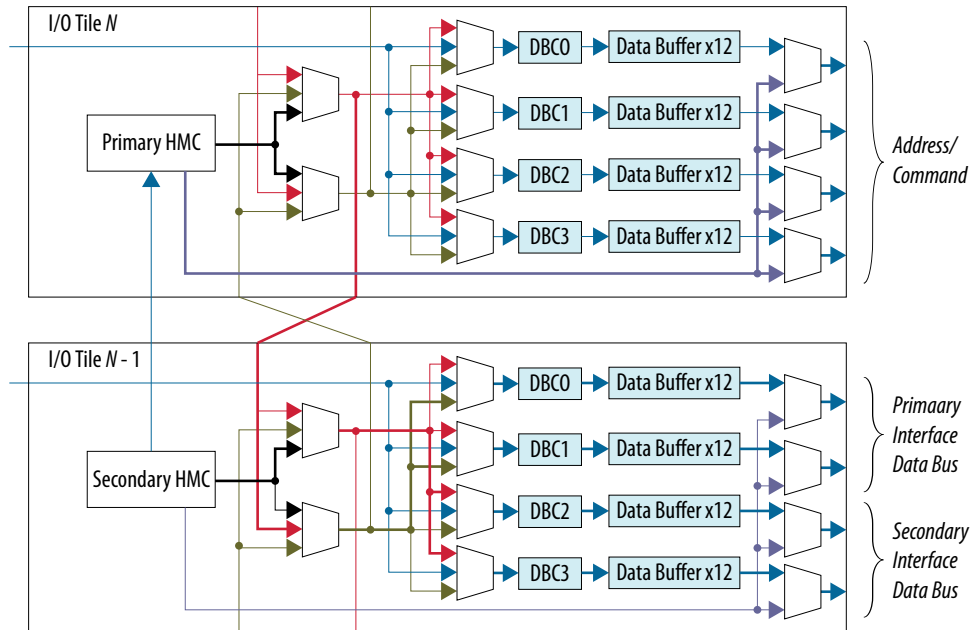 I/O Tile N
DBC0
Data Buffer x12
DBC1
Data Buffer x12
Primary HMC
DBC2
Data Buffer x12
DBC3
Data Buffer x12
Address/
Command
I/O Tile N - 1
DBC0
Data Buffer x12
DBC1
Data Buffer x12
Secondary HMC
DBC2
Data Buffer x12
DBC3
Data Buffer x12
Primaary
Interface
Data Bus
Secondary
Interface
Data Bus